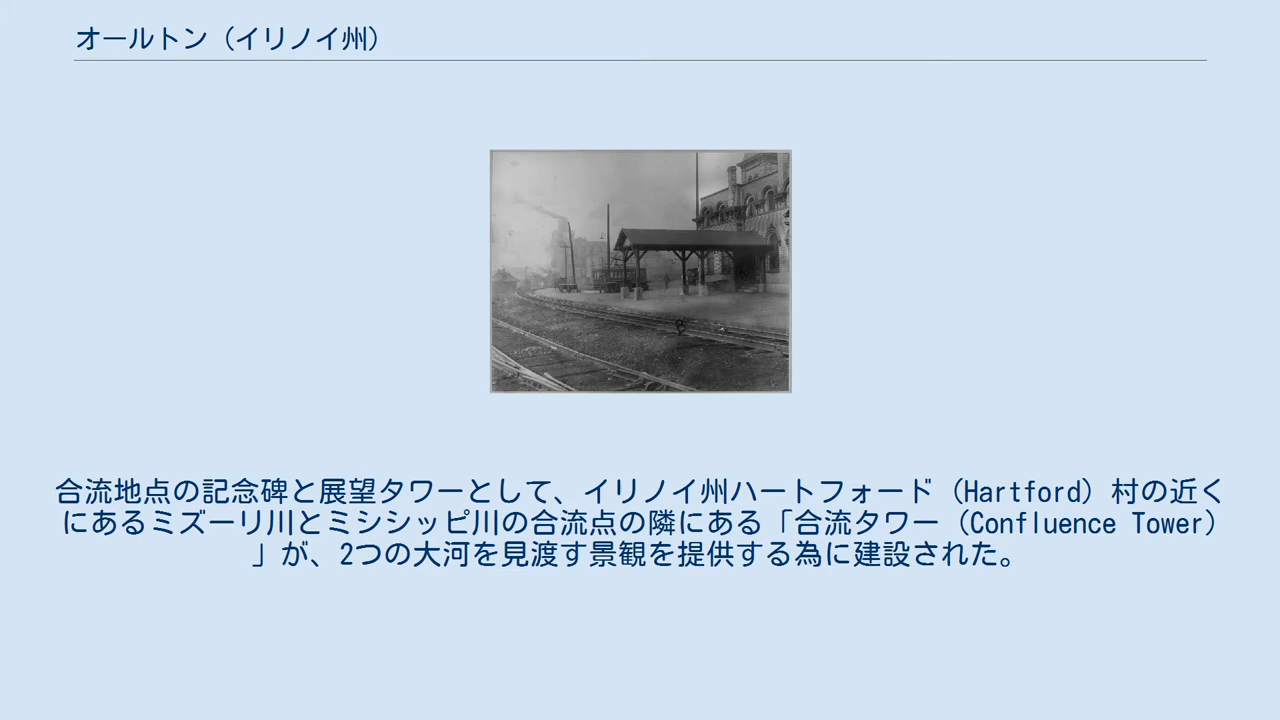 オールトン（イリノイ州）
合流地点の記念碑と展望タワーとして、イリノイ州ハートフォード（Hartford）村の近く
にあるミズーリ川とミシシッピ川の合流点の隣にある「合流タワー（Confluence Tower）
」が、2つの大河を見渡す景観を提供する為に建設された。